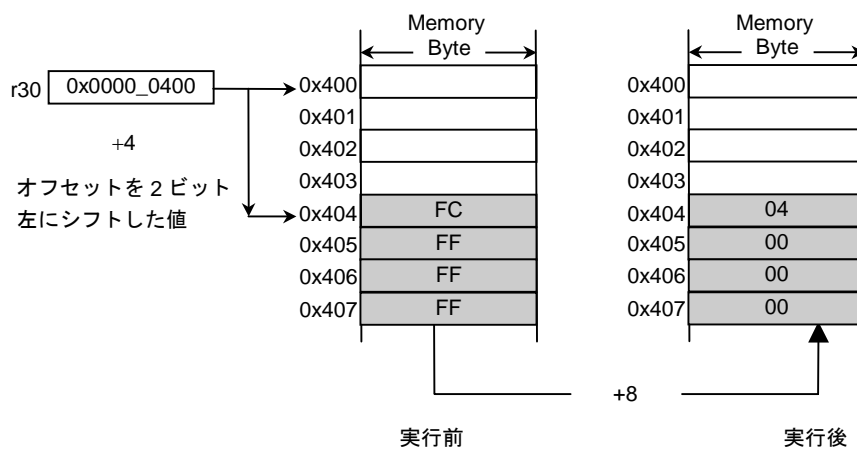 Memory
Byte
Memory
Byte
r30 0x0000_0400
+4
オフセットを2ビット
左にシフトした値
0x400
0x401
0x402
0x403
0x404 FC
0x405 FF
0x406 FF
0x407 FF
0x400
0x401
0x402
0x403
0x404 04
0x405 00
0x406 00
0x407 00
+8
実行前
実行後